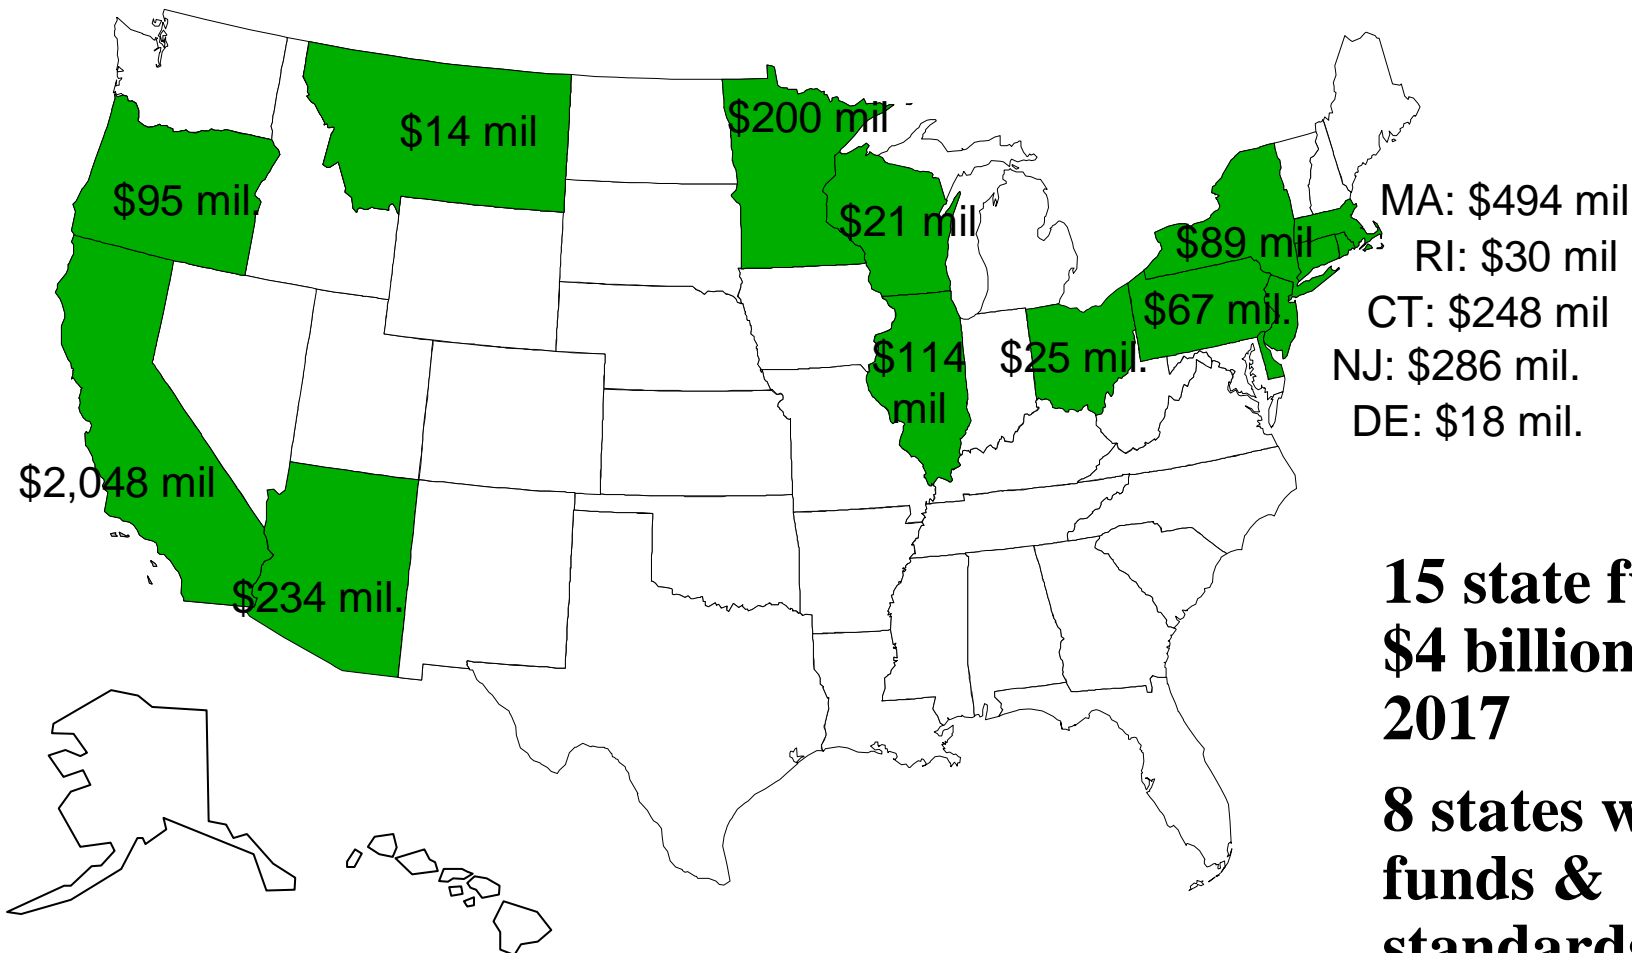 $14 mil
$200 mil
$95 mil.
$21 mil
$89 mil
MA: $494 mil
RI: $30 mil
$67 mil.
CT: $248 mil
$114
mil
$25 mil.
NJ: $286 mil.
DE: $18 mil.
$2,048 mil
$234 mil.
15 state
$4 billion
2017
8 states
funds &
standards